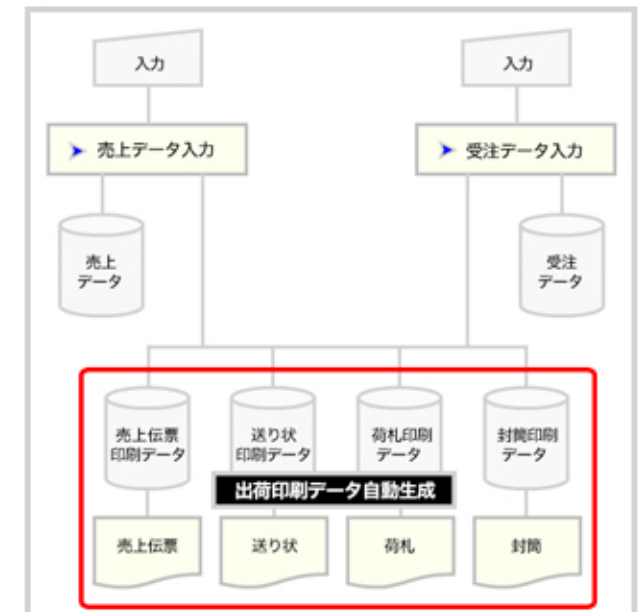 入力
入力
売上データ入力
受注データ入力
売上
データ
受注
データ
売上伝票
印刷データ
送り状
印刷データ
荷札印刷
データ
封筒印刷
データ
出荷印刷データ自動生成
売上伝票
送り状
荷札
封筒